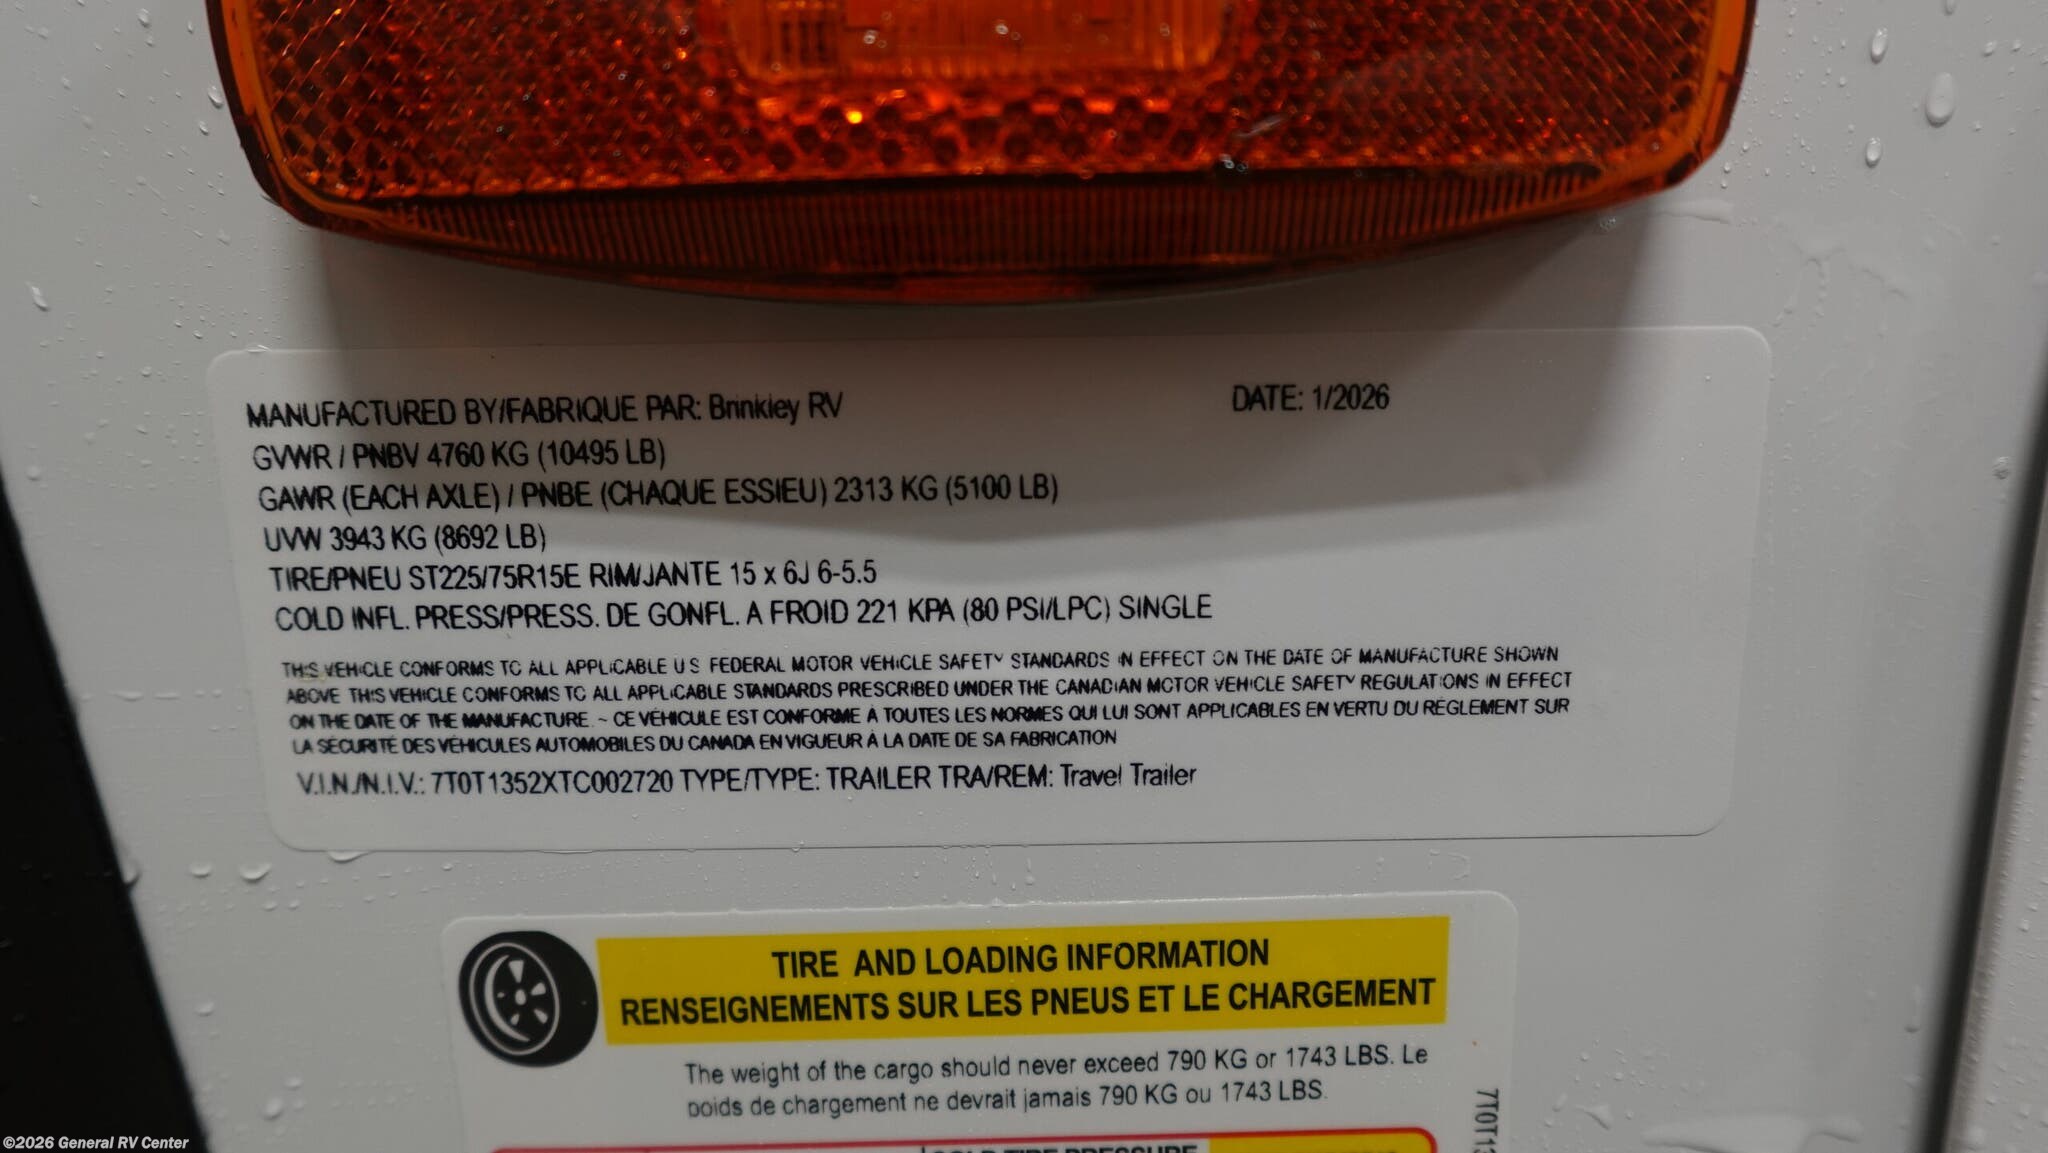 MANUFACTURED BY/FABRIQUE PAR: Brinkley RV DATE: 1/2026
GVWR / PNBV 4760 KG (10495 LB)
GAWR (EACH AXLE) / PNBE (CHAQUE ESSIEU) 2313 KG (5100 LB)
UVW 3943 KG (8692 LB)
TIRE/PNEU ST225/75R15E RIM/JANTE 15 x 6J 6-5.5
COLD INFL. PRESS/PRESS. DE GONFL. A FROID 221 KPA (80 PSI/LPC) SINGLE
THIS VEHICLE CONFORMS TO ALL APPLICABLE U S FEDERAL MOTOR VEHICLE SAFETY STANDARDS IN EFFECT ON THE DATE OF MANUFACTURE SHOWN
ABOVE THIS VEHICLE CONFORMS TO ALL APPLICABLE STANDARDS PRESCRIBED UNDER THE CANADIAN MOTOR VEHICLE SAFETY REGULATIONS IN EFFECT
ON THE DATE OF THE MANUFACTURE. ~ CE VÉHICULE EST CONFORME À TOUTES LES NORMES QUI LUI SONT APPLICABLES EN VERTU DU RÉGLEMENT SUR
LA SÉCURITÉ DES VÉHICULES AUTOMOBILES DU CANADA EN VIGUEUR À LA DATE DE SA FABRICATION
V.I.N./N.I.V.: 7T0T1352XTC002720 TYPE/TYPE: TRAILER TRA/REM: Travel Trailer
TIRE AND LOADING INFORMATION
RENSEIGNEMENTS SUR LES PNEUS ET LE CHARGEMENT
The weight of the cargo should never exceed 790 KG or 1743 LBS. Le
poids de chargement ne devrait jamais 790 KG ou 1743 LBS.
COLD TIRE PRESSURE
7T0T13
©2026 General RV Center